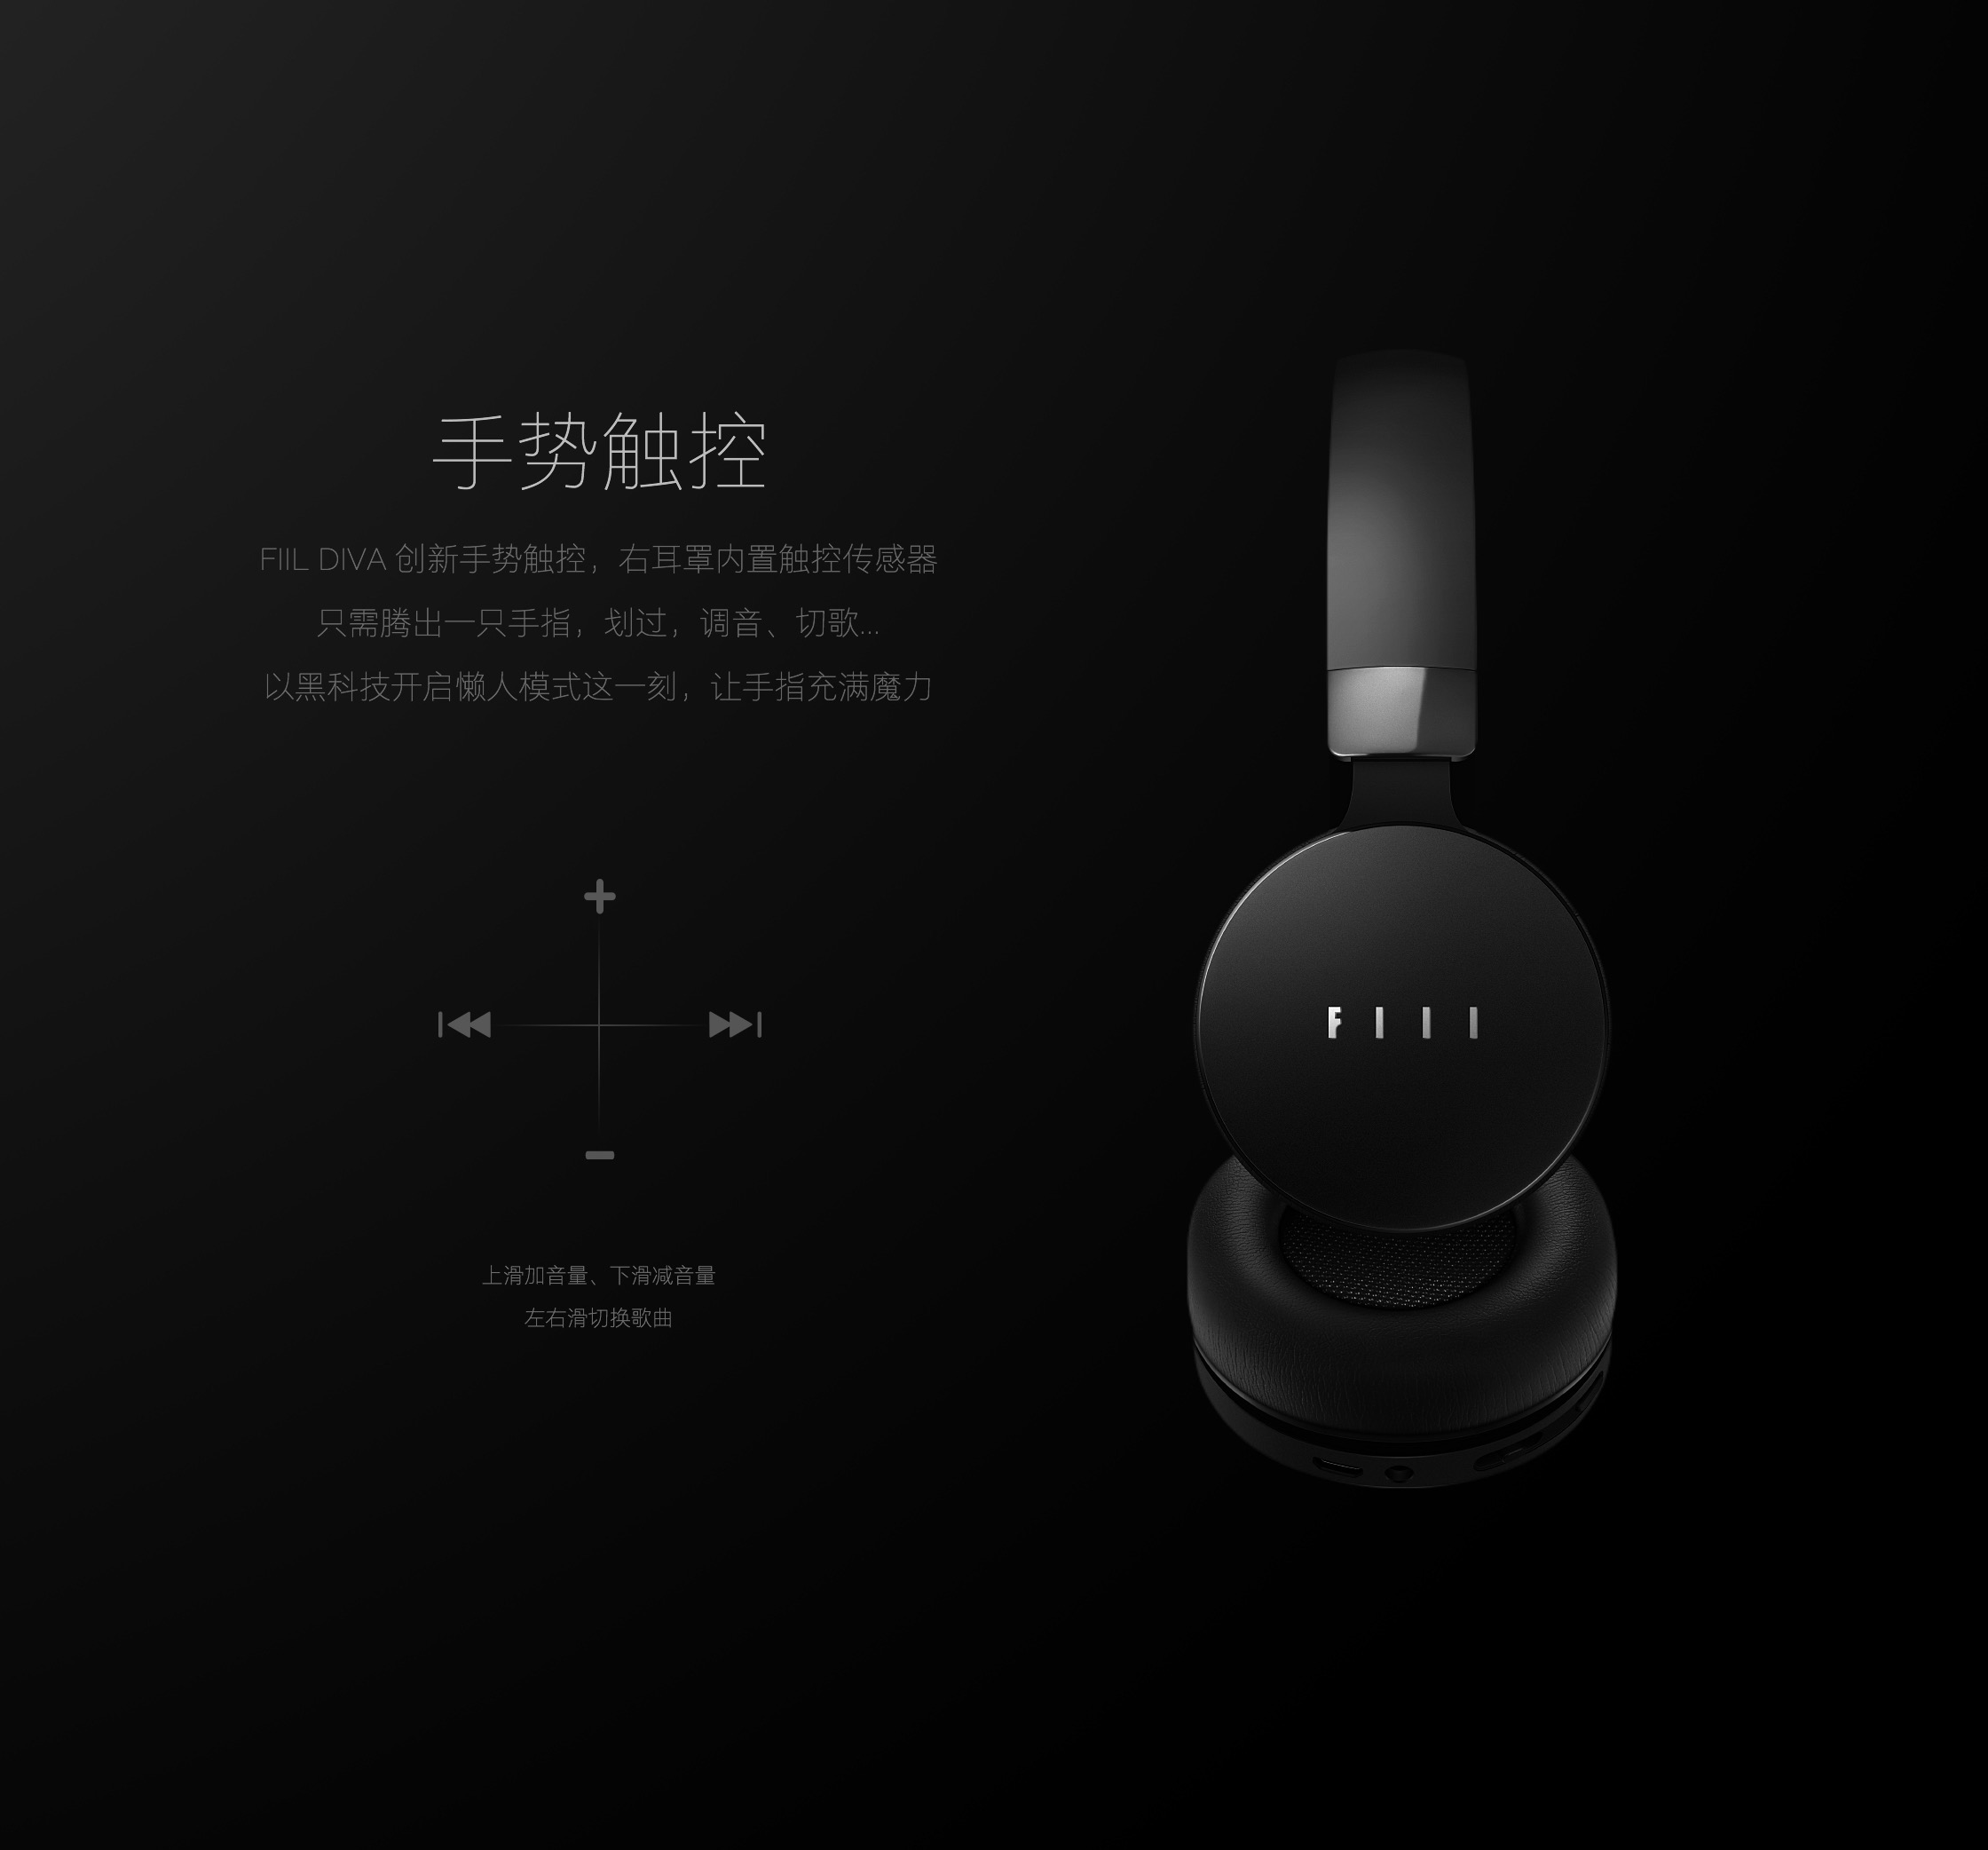 手势触控
FIIL DIVA 创新手势触控，右耳罩内置触控传感器
只需腾出一只手指，划过，调音、切歌...
以黑科技开启懒人模式这一刻，让手指充满魔力
FIIL
上滑加音量、下滑减音量
左右滑切换歌曲